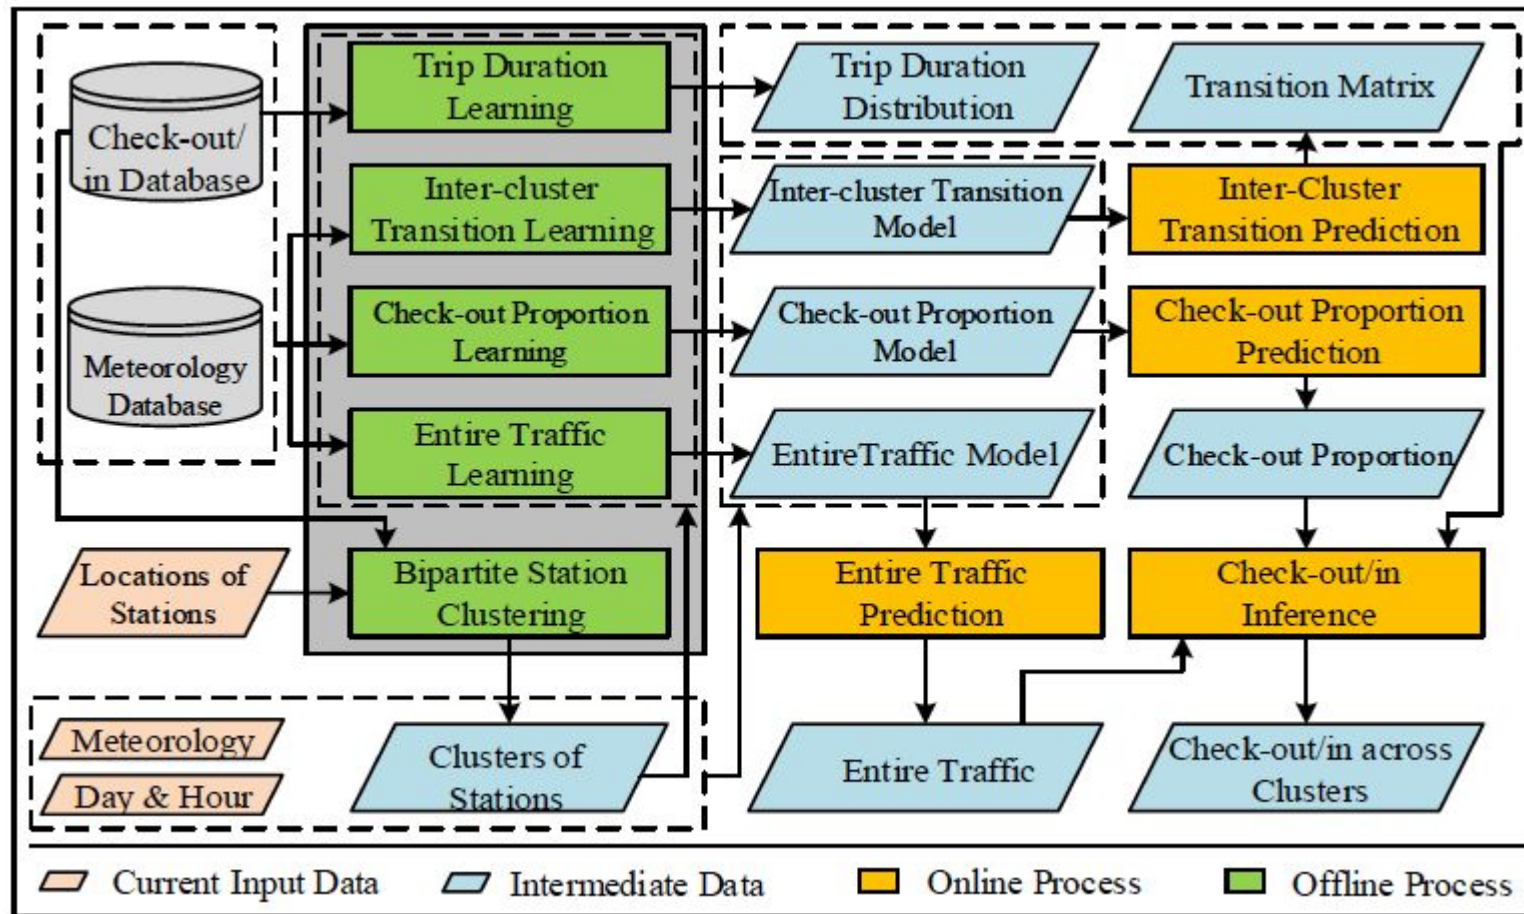 Check-out/
in Database
Meteorology
Database
Locations of
Stations
Meteorology
Day & Hour
Trip Duration
Learning
Inter-cluster
Transition Learning
Check-out Proportion
Learning
Entire Traffic
Learning
Bipartite Station
Clustering
Clusters of
Stations
Trip Duration
Distribution
Inter-cluster Transition
Model
Check-out Proportion
Model
EntireTraffic Model
Entire Traffic
Prediction
Entire Traffic
Transition Matrix
Inter-Cluster
Transition Prediction
Check-out Proportion
Prediction
Check-out Proportion
Check-out/in
Inference
Check-out/in across
Clusters
Current Input Data
Intermediate Data
Online Process
Offline Process